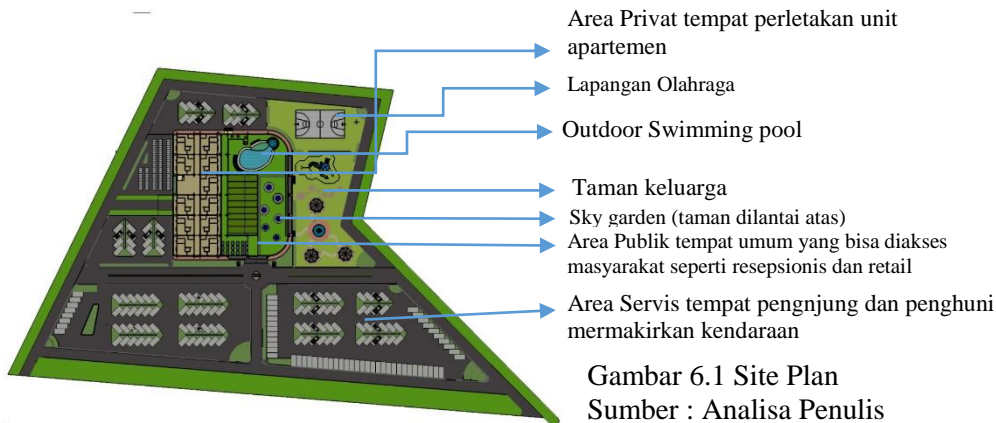 Area Privat tempat perletakan unit
apartemen
Lapangan Olahraga
Outdoor Swimming pool
Taman keluarga
Sky garden (taman dilantai atas)
Area Publik tempat umum yang bisa diakses
masyarakat seperti resepsionis dan retail
Area Servis tempat pengnjung dan penghuni
mermakirkan kendaraan
Gambar 6.1 Site Plan
Sumber : Analisa Penulis